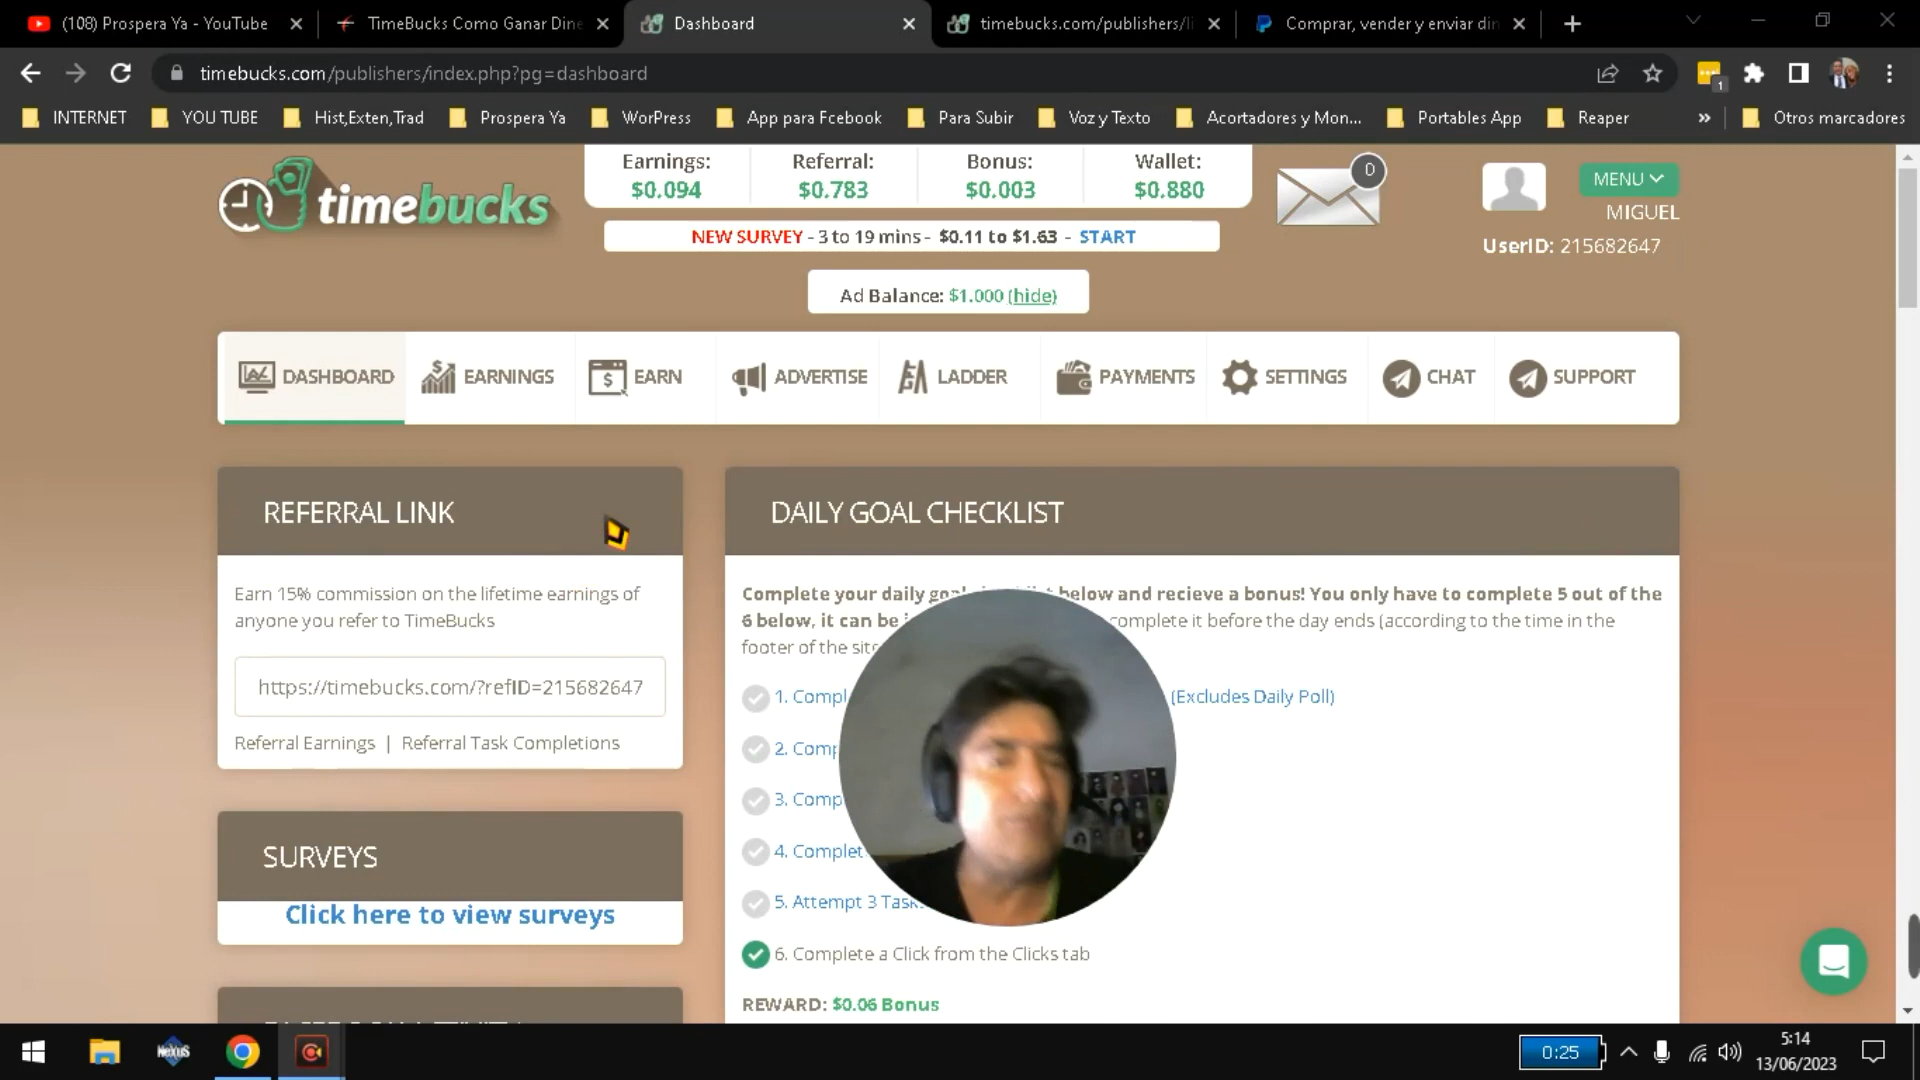 (108) Prospera Ya - YouTube
TimeBucks Como Ganar Dine
Dashboard
timebucks.com/publishers/li
Comprar, vender y enviar din
timebucks.com/publishers/index.php?pg=dashboard
1
INTERNET
YOU TUBE
Hist,Exten,Trad
Prospera Ya
WorPress
App para Fcebook
Para Subir
Voz y Texto
Acortadores y Mon...
Portables App
Reaper
»
Otros marcadores
timebucks
Earnings:
$0.094
Referral:
$0.783
Bonus:
$0.003
Wallet:
$0.880
0
MENU
MIGUEL
UserID: 215682647
NEW SURVEY - 3 to 19 mins - $0.11 to $1.63 - START
Ad Balance: $1.000 (hide)
DASHBOARD
EARNINGS
EARN
ADVERTISE
LADDER
PAYMENTS
SETTINGS
CHAT
SUPPORT
REFERRAL LINK
Earn 15% commission on the lifetime earnings of
anyone you refer to TimeBucks
https://timebucks.com/?refID=215682647
Referral Earnings | Referral Task Completions
SURVEYS
Click here to view surveys
DAILY GOAL CHECKLIST
Complete your daily below and recieve a bonus! You only have to complete 5 out of the
6 below, it can be complete it before the day ends (according to the time in the
footer of the
1. Compl (Excludes Daily Poll)
2. Comp
3. Comp
4. Complet
5. Attempt 3 Task
6. Complete a Click from the Clicks tab
REWARD: $0.06 Bonus
NeXuS
0:25
5:14
13/06/2023